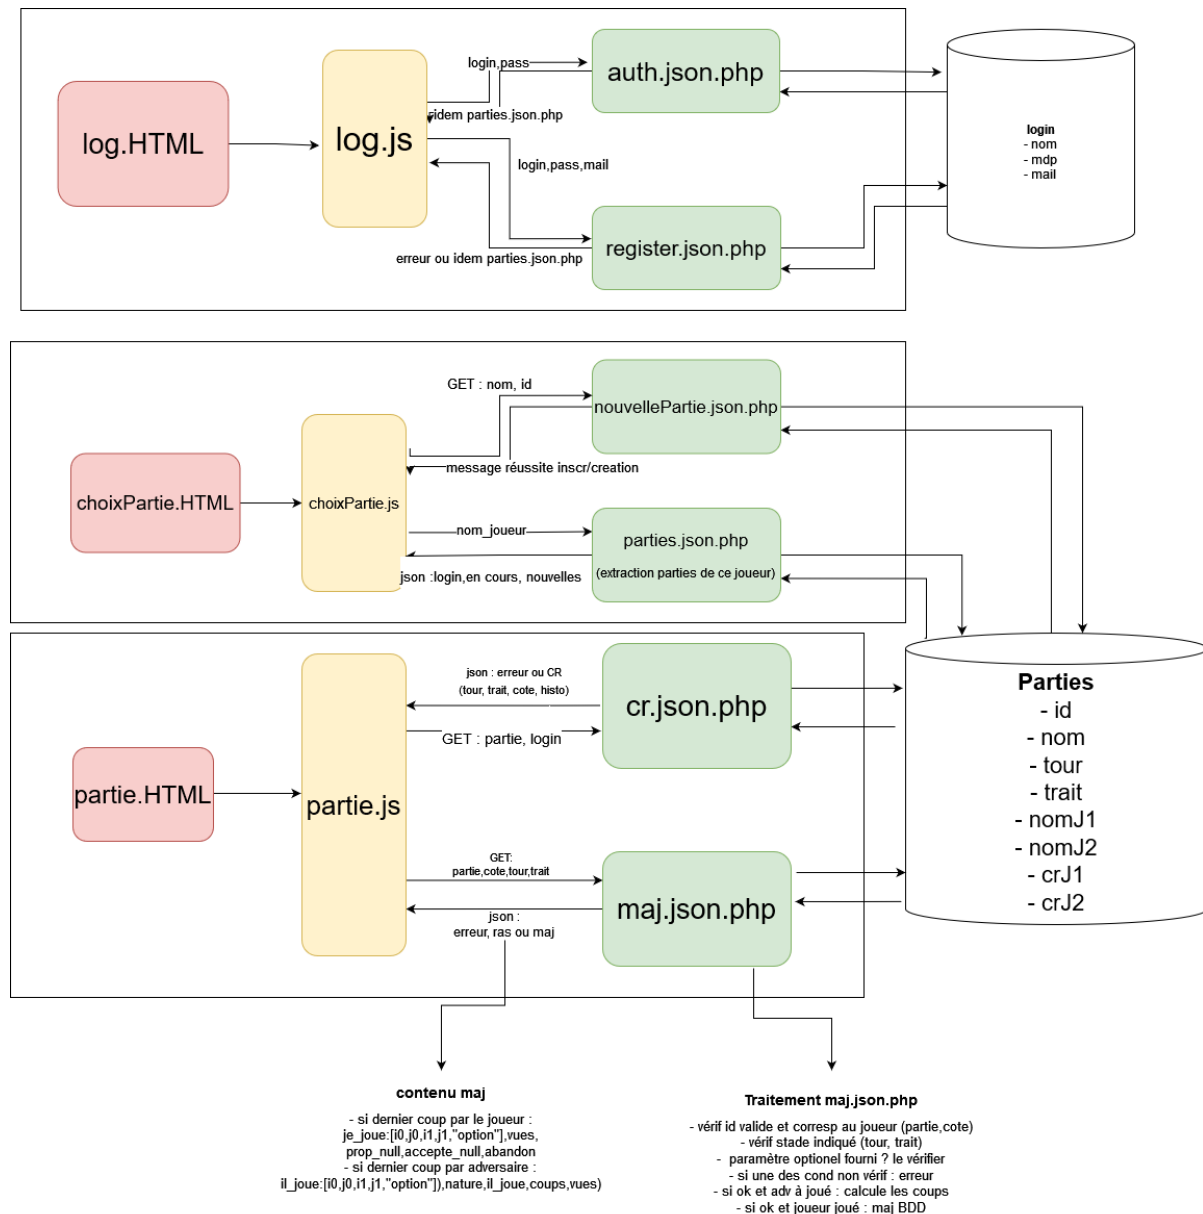 log.HTML
log.js
login,pass
idem parties.json.php
auth.json.php
login,pass,mail
erreur ou idem parties.json.php
register.json.php
login
- nom
- mdp
- mail
choixPartie.HTML
choixPartie.js
GET : nom, id
message réussite inscr/creation
nouvellePartie.json.php
nom_joueur
json :login,en cours, nouvelles
parties.json.php
(extraction parties de ce joueur)
partie.HTML
partie.js
json : erreur ou CR
(tour, trait, cote, histo)
GET : partie, login
cr.json.php
GET:
partie,cote,tour,trait
json :
erreur, ras ou maj
maj.json.php
Parties
- id
- nom
- tour
- trait
- nomJ1
- nomJ2
- crJ1
- crJ2
contenu maj
- si dernier coup par le joueur :
je_joue:[i0,j0,i1,j1,"option"],vues,
prop_null,accepte_null,abandon
- si dernier coup par adversaire :
il_joue:[i0,j0,i1,j1,"option"]),nature,il_joue,coups,vues)
Traitement maj.json.php
- vérif id valide et corresp au joueur (partie,cote)
- vérif stade indiqué (tour, trait)
- paramètre optionel fourni ? le vérifier
- si une des cond non vérif : erreur
- si ok et adv à joué : calcule les coups
- si ok et joueur joué : maj BDD